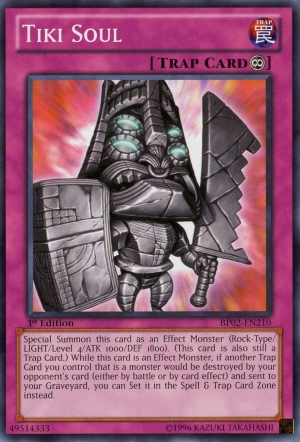 Tiki Soul
TRAP
罠
[Trap Card∞]
1st Edition
BP02-EN210
Special Summon this card as an Effect Monster (Rock-Type/
LIGHT/Level 4/ATK 1000/DEF 1800). (This card is also still a
Trap Card.) While this card is an Effect Monster, if another Trap
Card you control that is a monster would be destroyed by your
opponent's card (either by battle or by card effect) and sent to
your Graveyard, you can Set it in the Spell & Trap Card Zone
instead.
49514333
©1996 KAZUKI TAKAHASHI